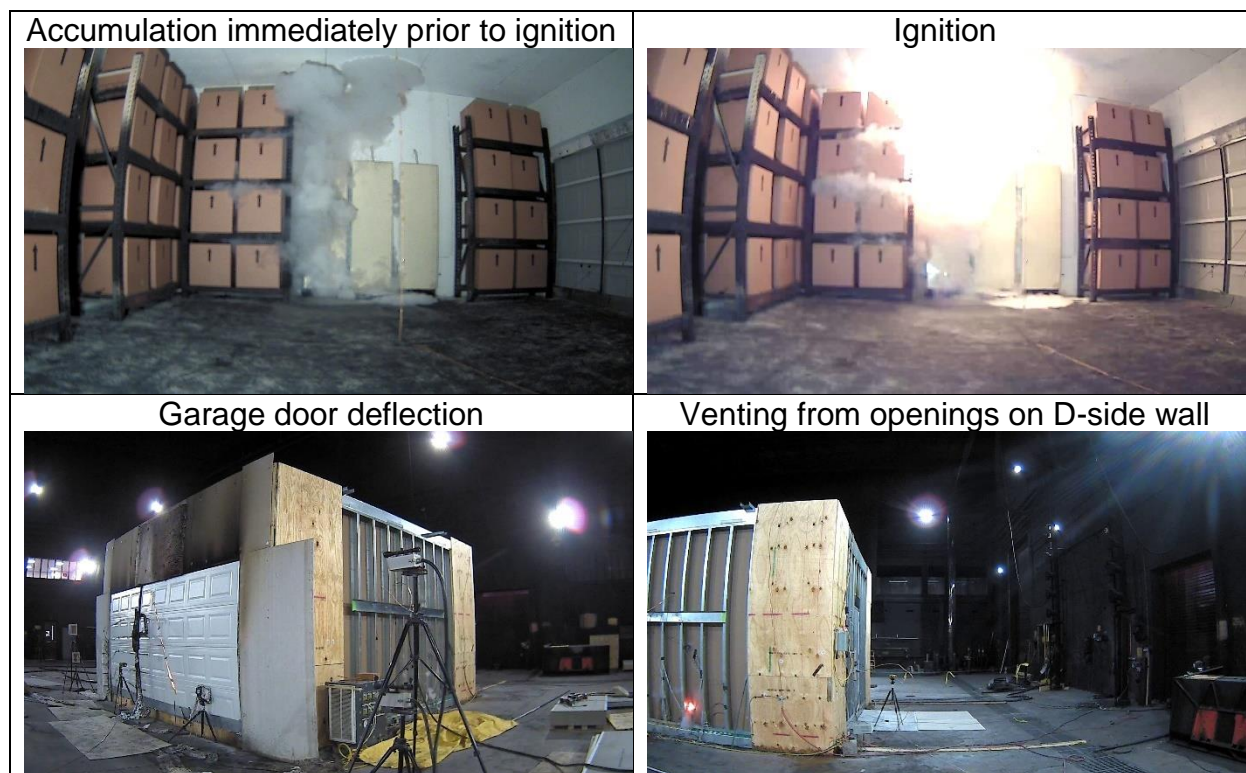 Accumulation immediately prior to ignition
Ignition
Garage door deflection
Venting from openings on D-side wall